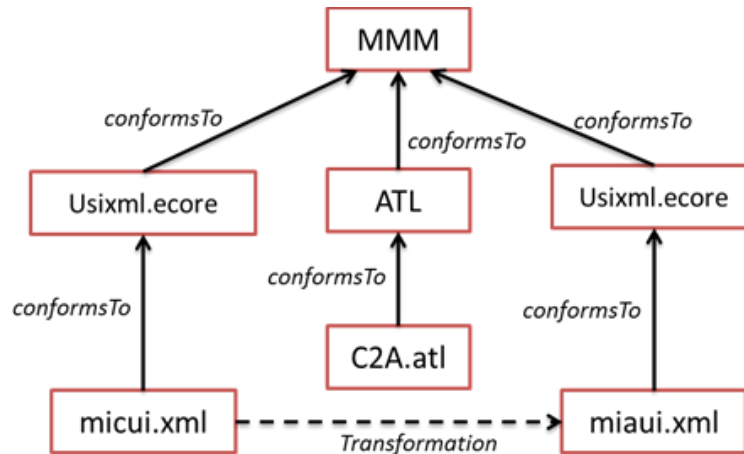 MMM
conformsTo
conformsTo
conformsTo
Usixml.ecore
ATL
Usixml.ecore
conformsTo
conformsTo
conformsTo
C2A.atl
micui.xml
miaui.xml
Transformation